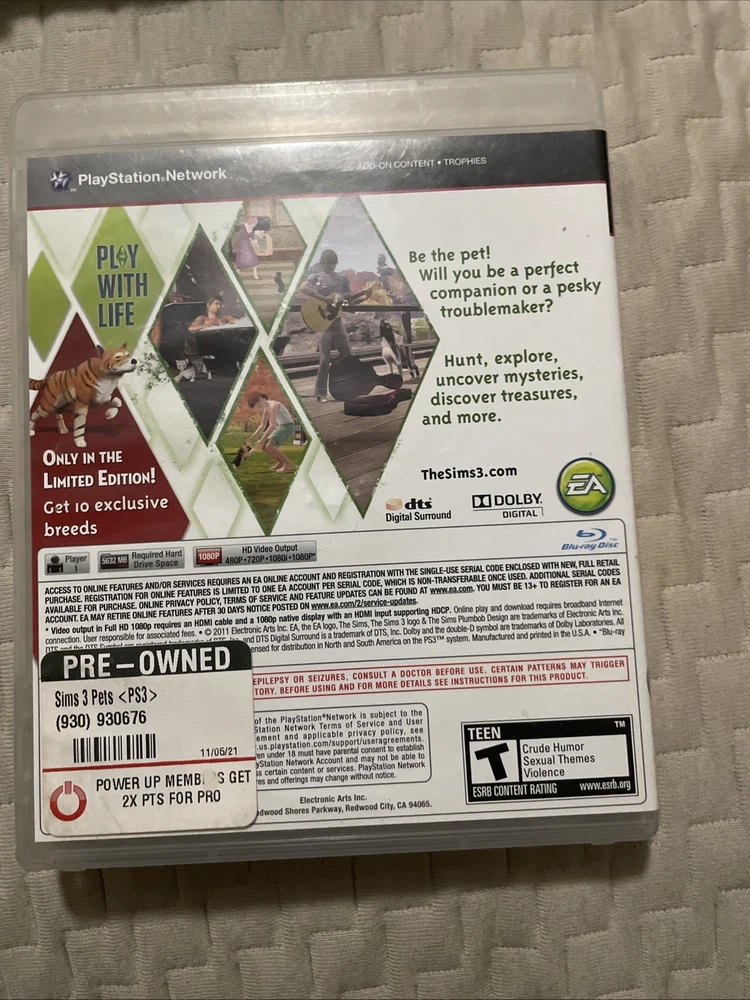 PlayStation®Network
ADD-ON CONTENT • TROPHIES
PLAY
WITH
LIFE
Be the pet!
Will you be a perfect
companion or a pesky
troublemaker?
Hunt, explore,
uncover mysteries,
discover treasures,
and more.
ONLY IN THE
LIMITED EDITION!
Get 10 exclusive
breeds
TheSims3.com
dts
Digital Surround
DOLBY
DIGITAL
EA
Blu-ray Disc
Player
1
5632 MB
Required Hard
Drive Space
1080P
HD Video Output
480P•720P•1080i•1080P*
ACCESS TO ONLINE FEATURES AND/OR SERVICES REQUIRES AN EA ONLINE ACCOUNT AND REGISTRATION WITH THE SINGLE-USE SERIAL CODE ENCLOSED WITH NEW, FULL RETAIL
PURCHASE. REGISTRATION FOR ONLINE FEATURES IS LIMITED TO ONE EA ACCOUNT PER SERIAL CODE, WHICH IS NON-TRANSFERABLE ONCE USED. ADDITIONAL SERIAL CODES
AVAILABLE FOR PURCHASE. ONLINE PRIVACY POLICY, TERMS OF SERVICE AND FEATURE UPDATES CAN BE FOUND AT www.ea.com. YOU MUST BE 13+ TO REGISTER FOR AN EA
ACCOUNT. EA MAY RETIRE ONLINE FEATURES AFTER 30 DAYS NOTICE POSTED ON www.ea.com/2/service-updates.
* Video output in Full HD 1080p requires an HDMI cable and a 1080p native display with an HDMI input supporting HDCP. Online play and download requires broadband Internet
connection. User responsible for associated fees. • © 2011 Electronic Arts Inc. EA, the EA logo, The Sims, The Sims 3 logo & The Sims Plumbob Design are trademarks of Electronic Arts Inc.
and DTS Digital Surround is a trademark of DTS, Inc. Dolby and the double-D symbol are trademarks of Dolby Laboratories. All
ensed for distribution in North and South America on the PS3™ system. Manufactured and printed in the U.S.A. • "Blu-ray
EPILEPSY OR SEIZURES, CONSULT A DOCTOR BEFORE USE. CERTAIN PATTERNS MAY TRIGGER
TORY. BEFORE USING AND FOR MORE DETAILS SEE INSTRUCTIONS FOR THIS PRODUCT.
PRE-OWNED
Sims 3 Pets <PS3>
(930) 930676
11/05/21
POWER UP MEMB S GET
2X PTS FOR PRO
of the PlayStation®Network is subject to the
Station Network Terms of Service and User
ement and applicable privacy policy, see
.us.playstation.com/support/useragreements.
en under 18 must have parental consent to establish
yStation Network Account and may not be able to
ss certain content or services. PlayStation Network
res and offerings may change without notice.
Electronic Arts Inc.
edwood Shores Parkway, Redwood City, CA 94065.
TEEN
TM
T
Crude Humor
Sexual Themes
Violence
ESRB CONTENT RATING
www.esrb.org